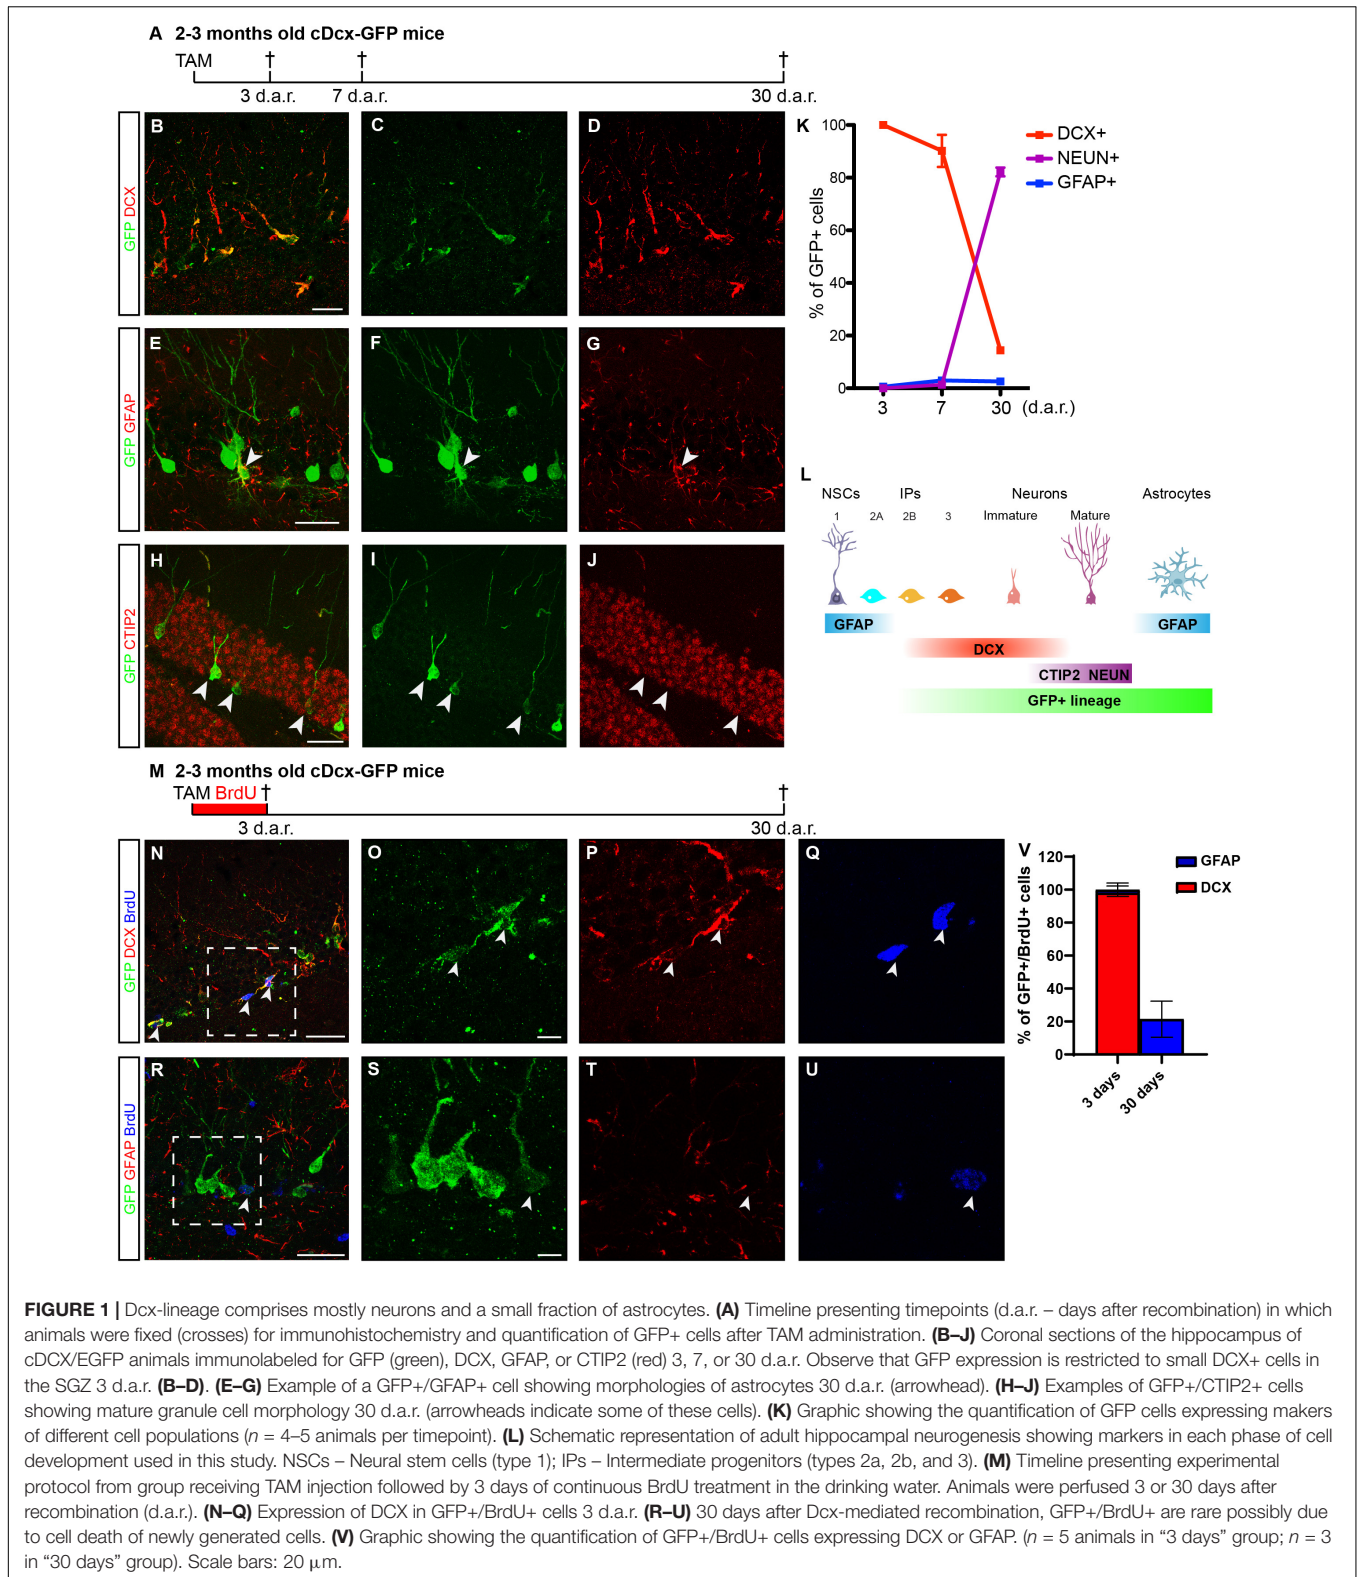 A 2-3 months old cDcx-GFP mice
TAM † † †
3 d.a.r. 7 d.a.r. 30 d.a.r.
GFP DCX
B
C
D
GFP GFAP
E
F
G
GFP CTIP2
H
I
J
K
% of GFP+ cells
100
80
60
40
20
0
3 7 30 (d.a.r.)
DCX+
NEUN+
GFAP+
L
NSCs IPs Neurons Astrocytes
1 2A 2B 3 Immature Mature
GFAP GFAP
DCX
CTIP2 NEUN
GFP+ lineage
M 2-3 months old cDcx-GFP mice
TAM BrdU † †
3 d.a.r. 30 d.a.r.
GFP DCX BrdU
N
O
P
Q
GFP GFAP BrdU
R
S
T
U
V
% of GFP+/BrdU+ cells
120
100
80
60
40
20
0
3 days
30 days
GFAP
DCX
FIGURE 1 | Dcx-lineage comprises mostly neurons and a small fraction of astrocytes. (A) Timeline presenting timepoints (d.a.r. – days after recombination) in which
animals were fixed (crosses) for immunohistochemistry and quantification of GFP+ cells after TAM administration. (B–J) Coronal sections of the hippocampus of
cDCX/EGFP animals immunolabeled for GFP (green), DCX, GFAP, or CTIP2 (red) 3, 7, or 30 d.a.r. Observe that GFP expression is restricted to small DCX+ cells in
the SGZ 3 d.a.r. (B–D). (E–G) Example of a GFP+/GFAP+ cell showing morphologies of astrocytes 30 d.a.r. (arrowhead). (H–J) Examples of GFP+/CTIP2+ cells
showing mature granule cell morphology 30 d.a.r. (arrowheads indicate some of these cells). (K) Graphic showing the quantification of GFP cells expressing makers
of different cell populations (n = 4–5 animals per timepoint). (L) Schematic representation of adult hippocampal neurogenesis showing markers in each phase of cell
development used in this study. NSCs – Neural stem cells (type 1); IPs – Intermediate progenitors (types 2a, 2b, and 3). (M) Timeline presenting experimental
protocol from group receiving TAM injection followed by 3 days of continuous BrdU treatment in the drinking water. Animals were perfused 3 or 30 days after
recombination (d.a.r.). (N–Q) Expression of DCX in GFP+/BrdU+ cells 3 d.a.r. (R–U) 30 days after Dcx-mediated recombination, GFP+/BrdU+ are rare possibly due
to cell death of newly generated cells. (V) Graphic showing the quantification of GFP+/BrdU+ cells expressing DCX or GFAP. (n = 5 animals in “3 days” group; n = 3
in “30 days” group). Scale bars: 20 μm.